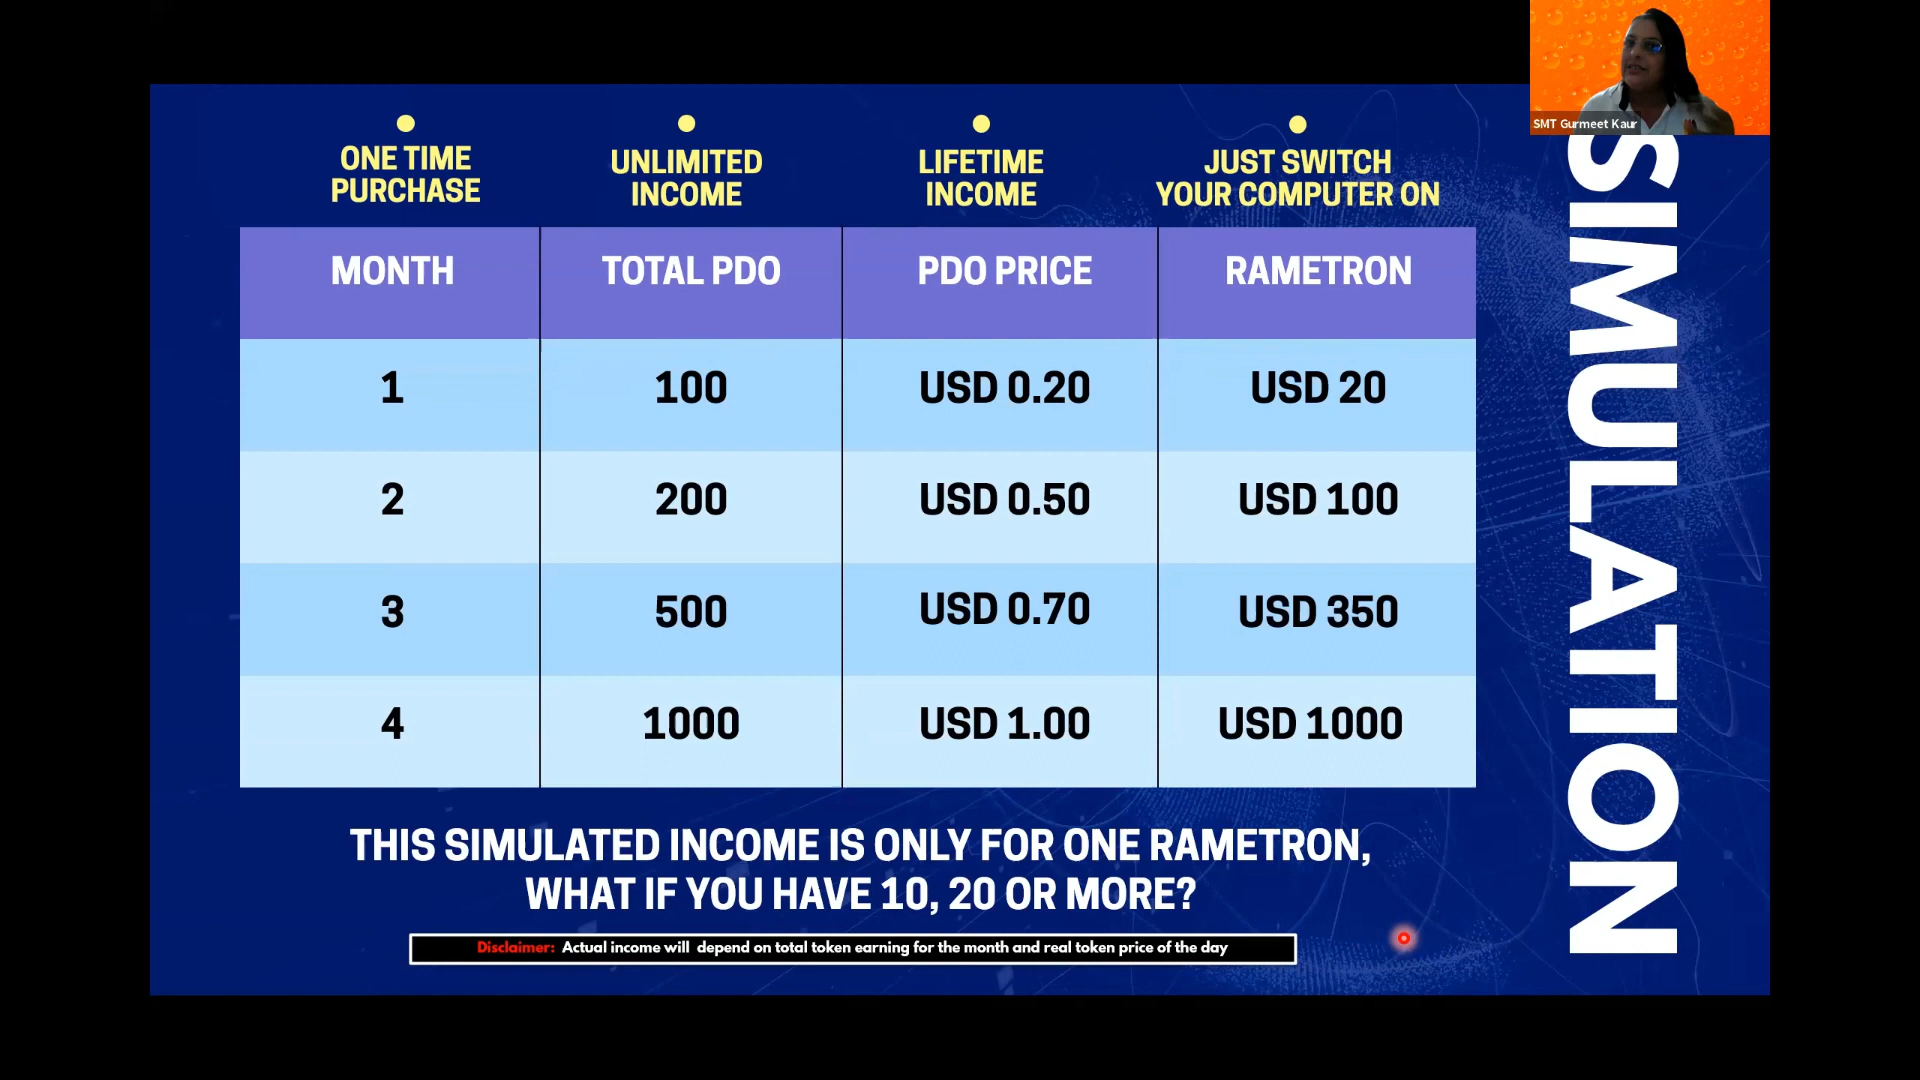 SMT Gurmeet Kaur
ONE TIME
PURCHASE
UNLIMITED
INCOME
LIFETIME
INCOME
JUST SWITCH
YOUR COMPUTER ON
MONTH TOTAL PDO PDO PRICE RAMETRON
1 100 USD 0.20 USD 20
2 200 USD 0.50 USD 100
3 500 USD 0.70 USD 350
4 1000 USD 1.00 USD 1000
THIS SIMULATED INCOME IS ONLY FOR ONE RAMETRON,
WHAT IF YOU HAVE 10, 20 OR MORE?
Disclaimer: Actual income will depend on total token earning for the month and real token price of the day
SIMULATION